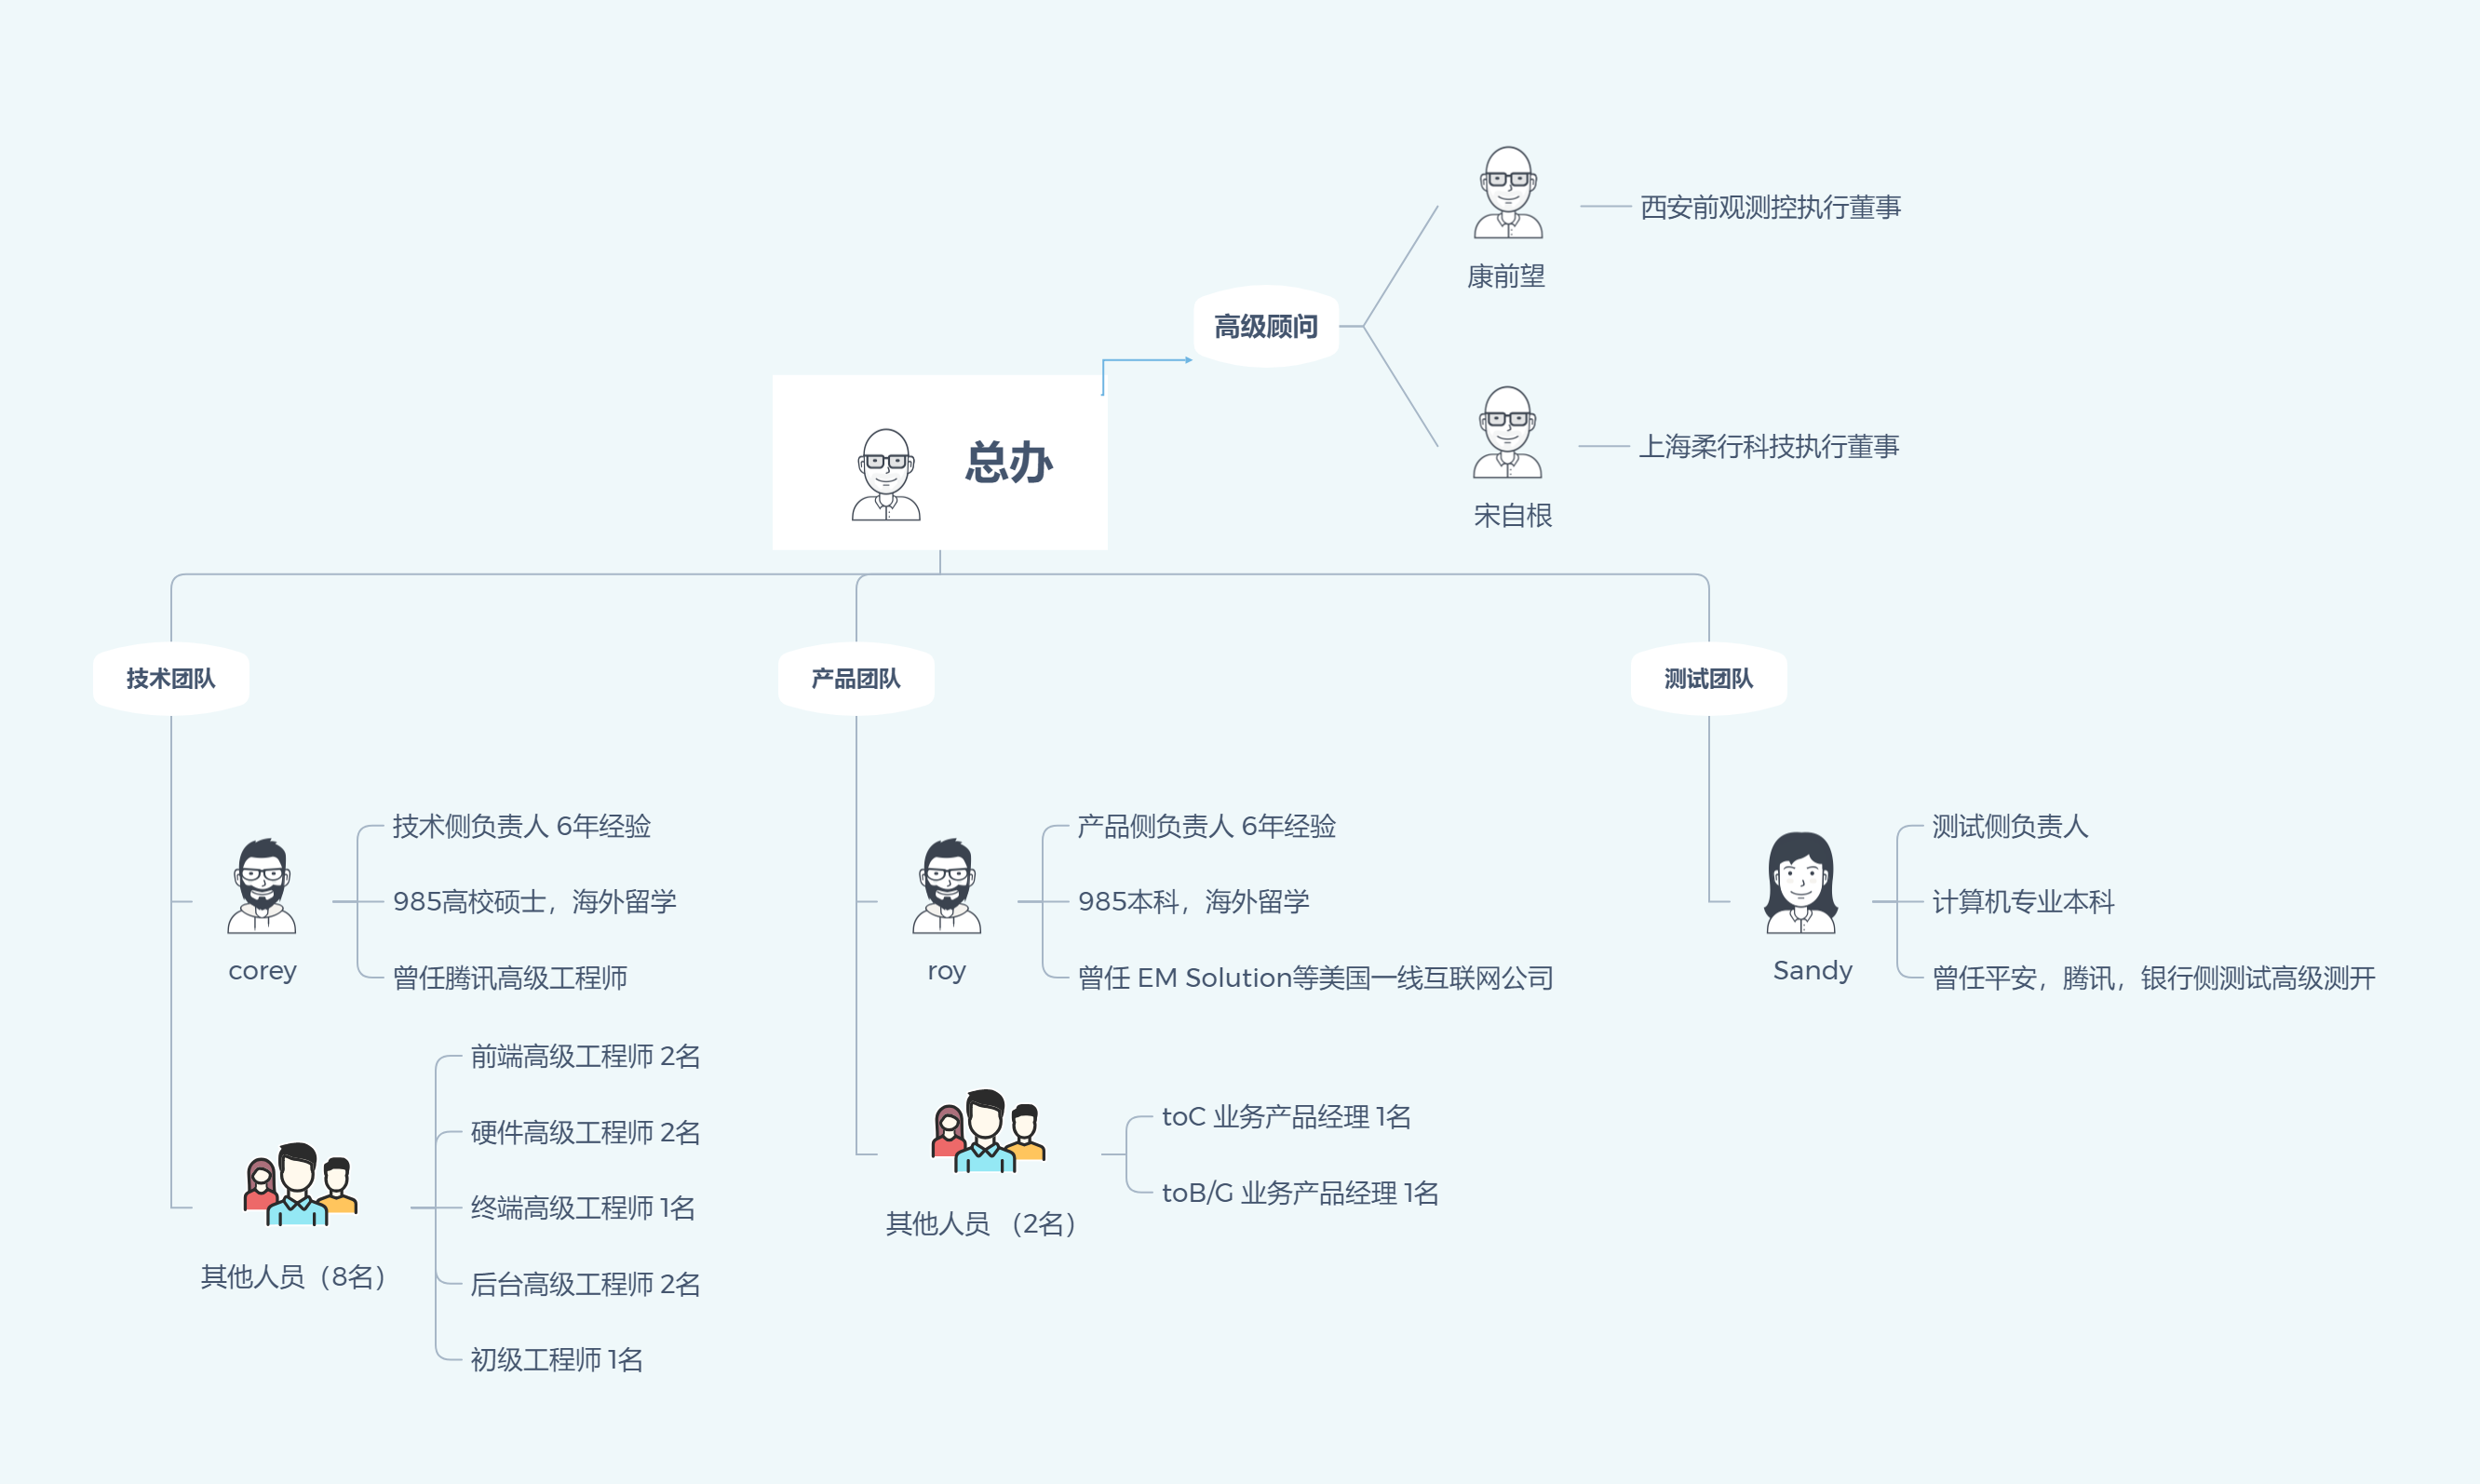 西安前观测控执行董事
康前望
高级顾问
上海柔行科技执行董事
宋自根
总办
技术团队
产品团队
测试团队
技术侧负责人 6年经验
985高校硕士，海外留学
曾任腾讯高级工程师
corey
前端高级工程师 2名
硬件高级工程师 2名
终端高级工程师 1名
后台高级工程师 2名
初级工程师 1名
其他人员（8名）
产品侧负责人 6年经验
985本科，海外留学
曾任 EM Solution等美国一线互联网公司
roy
toC 业务产品经理 1名
toB/G 业务产品经理 1名
其他人员 （2名）
测试侧负责人
计算机专业本科
曾任平安，腾讯，银行侧测试高级测开
Sandy